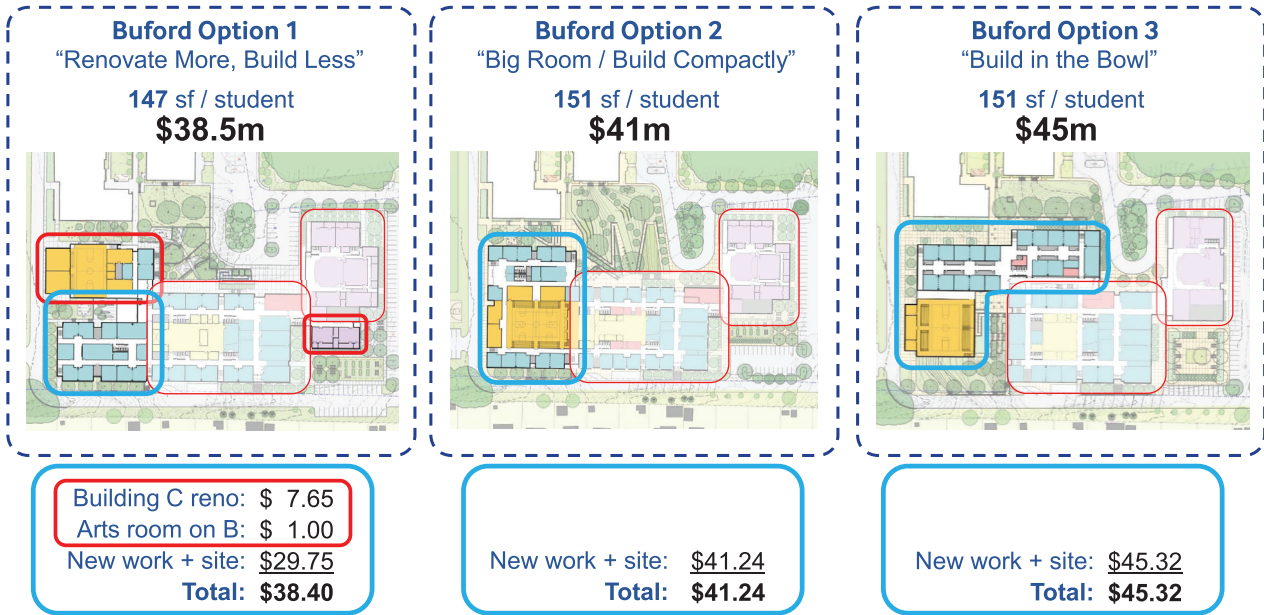 Buford Option 1
“Renovate More, Build Less”
147 sf / student
$38.5m
Building C reno: $ 7.65
Arts room on B: $ 1.00
New work + site: $29.75
Total: $38.40
Buford Option 2
“Big Room / Build Compactly”
151 sf / student
$41m
New work + site: $41.24
Total: $41.24
Buford Option 3
“Build in the Bowl”
151 sf / student
$45m
New work + site: $45.32
Total: $45.32